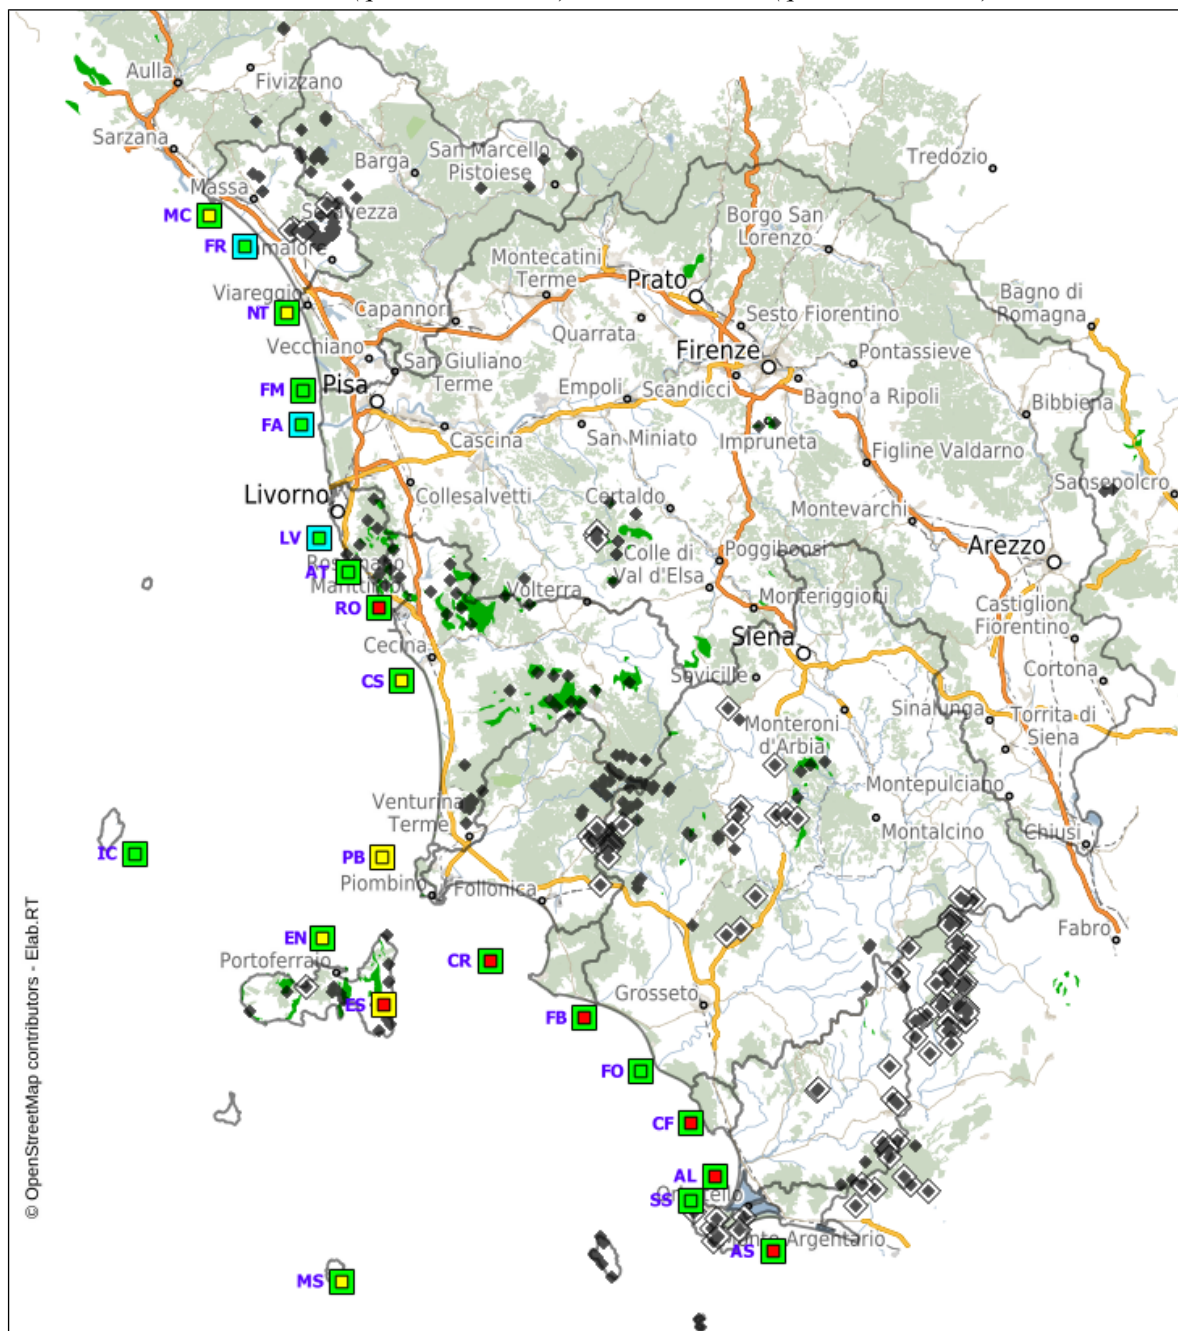 Aulla
Fivizzano
Sarzana
Barga
San Marcello
Pistoiese
Tredozio
Massa
MC
FR
Borgo San
Lorenzo
Montecatini
Terme
Prato
Bagno di
Romagna
Viareggio
NT
Capannori
Quarrata
Sesto Fiorentino
Vecchiano
San Giuliano
Terme
Firenze
Pontassieve
FM
Pisa
Empoli
Scandicci
Bagno a Ripoli
Bibbiena
FA
Cascina
San Miniato
Impruneta
Figline Valdarno
Sansepolcro
Livorno
Collesalvetti
Certaldo
Montevarchi
LV
Colle di
Val d'Elsa
Poggibonsi
Arezzo
AT
RO
Volterra
Monteriggioni
Castiglion
Fiorentino
Siena
Cecina
CS
Sovicille
Cortona
Sinalunga
Torrita di
Siena
Monteroni
d'Arbia
Montepulciano
Venturina
Terme
Montalcino
Chiusi
IC
PB
Piombino
Follonica
Fabro
EN
Portoferraio
CR
ES
Grosseto
FB
FO
CF
AL
SS
AS
MS
© OpenStreetMap contributors - Elab.RT